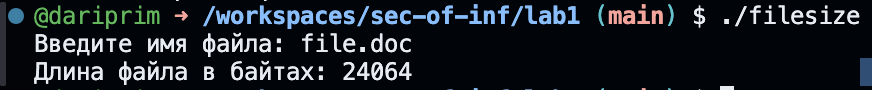 @dariprim → /workspaces/sec-of-inf/lab1 (main) $ ./filesize
Введите имя файла: file.doc
Длина файла в байтах: 24064